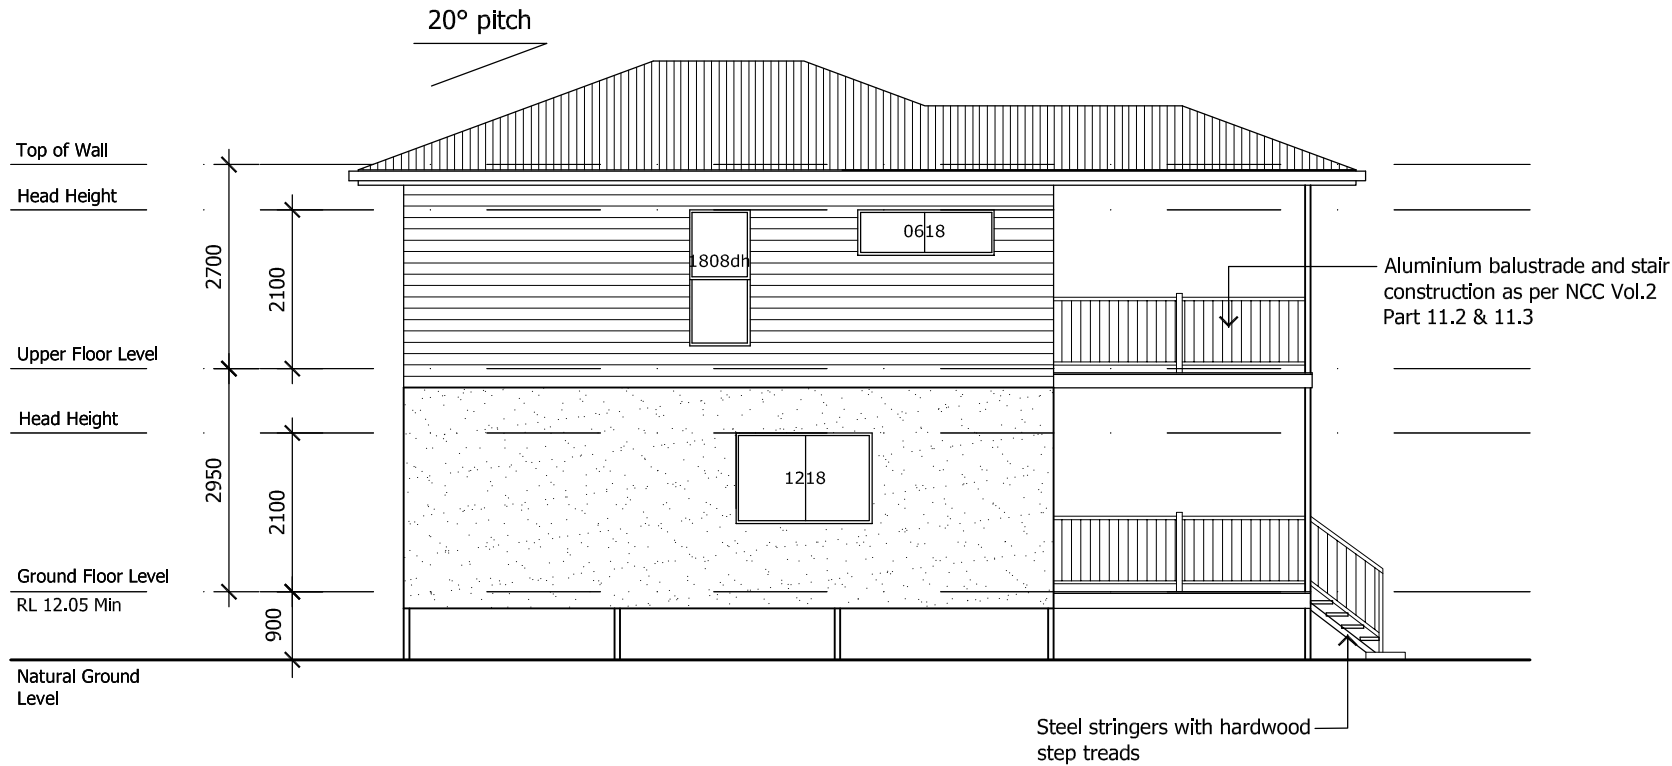 20° pitch
Top of Wall
Head Height
2700
2100
0618
1808dh
Aluminium balustrade and stair
construction as per NCC Vol.2
Part 11.2 & 11.3
Upper Floor Level
Head Height
2950
2100
1218
Ground Floor Level
RL 12.05 Min
900
Natural Ground
Level
Steel stringers with hardwood
step treads